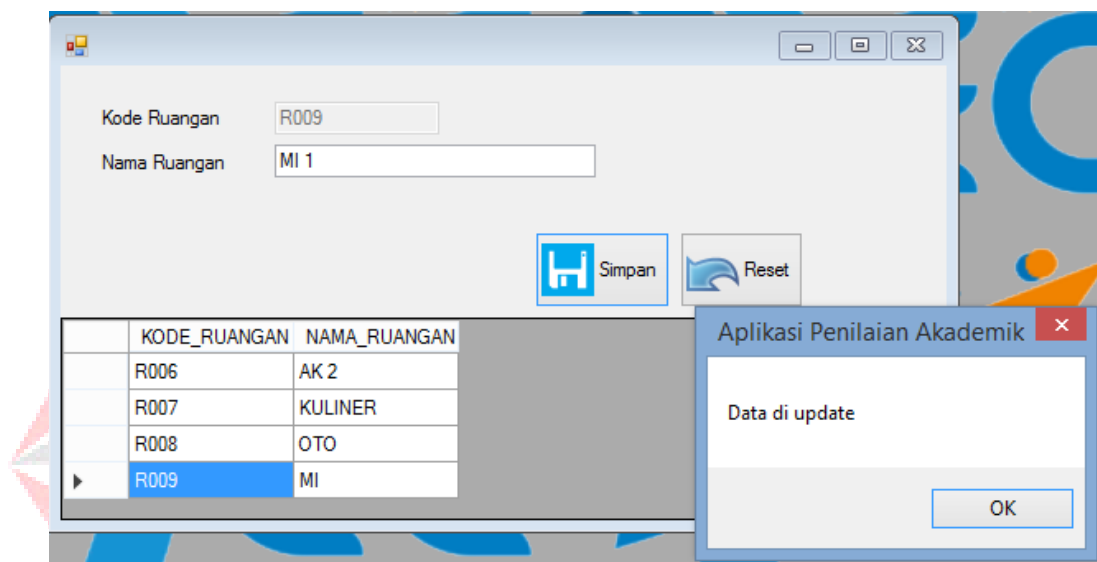 Kode Ruangan R009
Nama Ruangan MI 1
Simpan Reset
KODE_RUANGAN NAMA_RUANGAN
R006 AK 2
R007 KULINER
R008 OTO
R009 MI
Aplikasi Penilaian Akademik
Data di update
OK